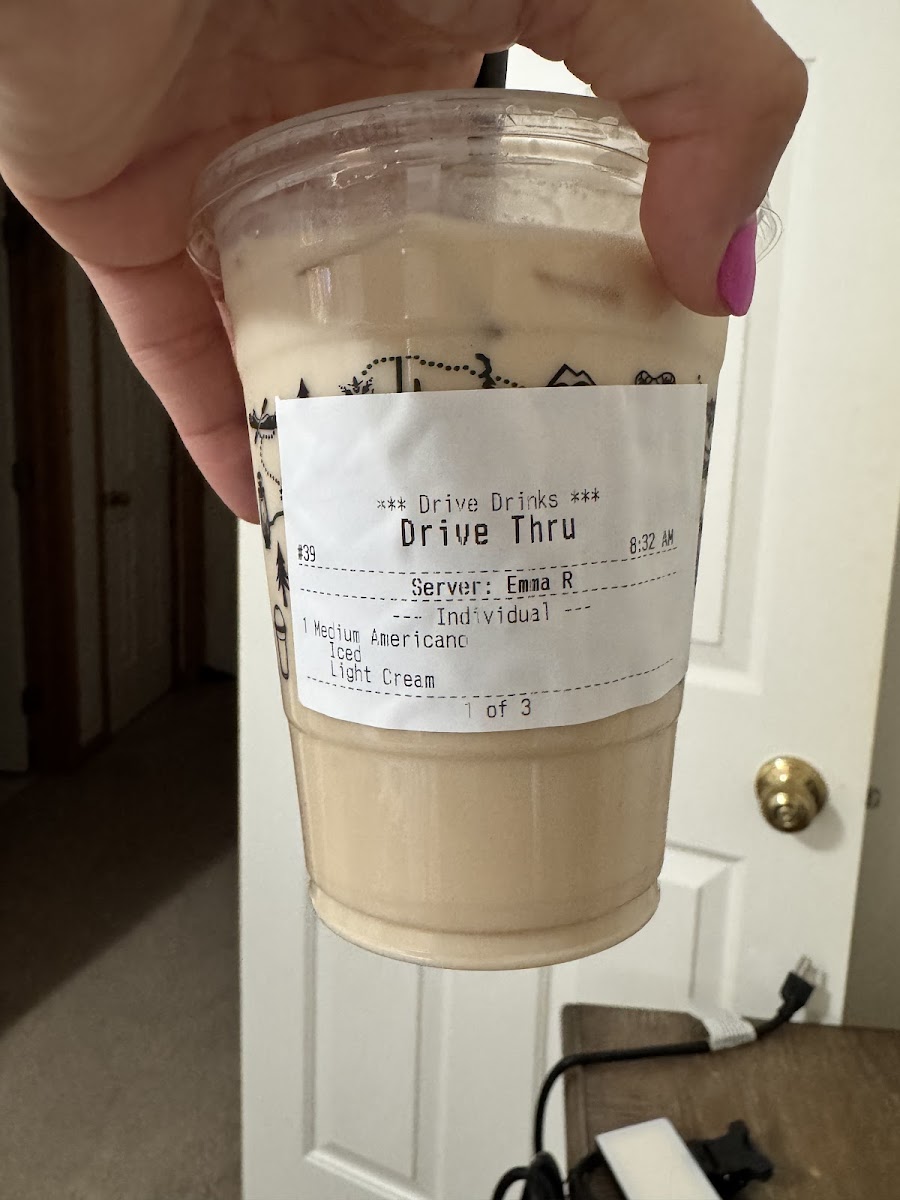 *** Drive Drinks ***
Drive Thru
#39 8:32 AM
Server: Emma R
--- Individual ---
1 Medium Americano
Iced
Light Cream
1 of 3